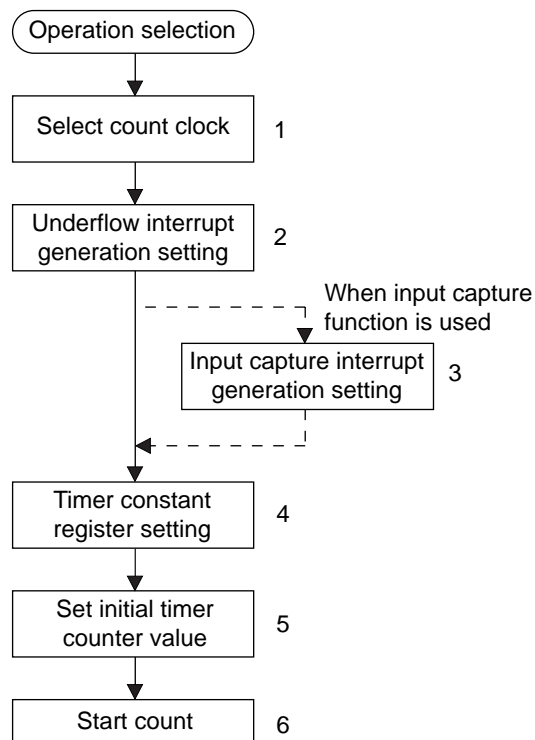 Operation selection
Select count clock 1
Underflow interrupt
generation setting
2
When input capture
function is used
Input capture interrupt
generation setting
3
Timer constant
register setting
4
Set initial timer
counter value
5
Start count 6